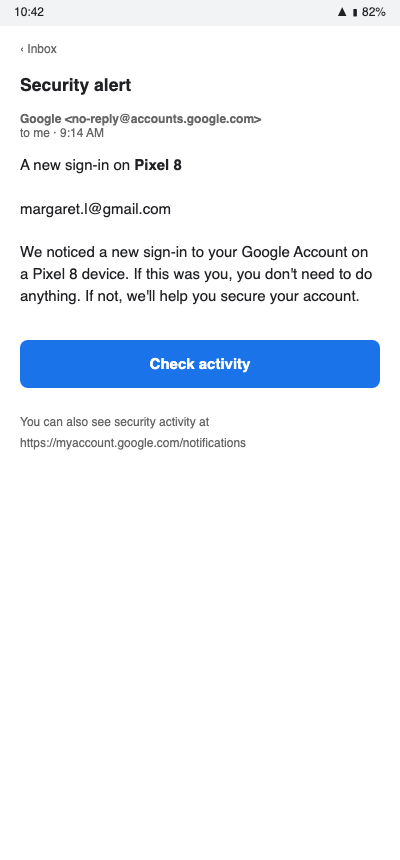 10:42
82%
‹ Inbox
Security alert
Google <no-reply@accounts.google.com>
to me · 9:14 AM
A new sign-in on Pixel 8
margaret.l@gmail.com
We noticed a new sign-in to your Google Account on
a Pixel 8 device. If this was you, you don't need to do
anything. If not, we'll help you secure your account.
Check activity
You can also see security activity at
https://myaccount.google.com/notifications